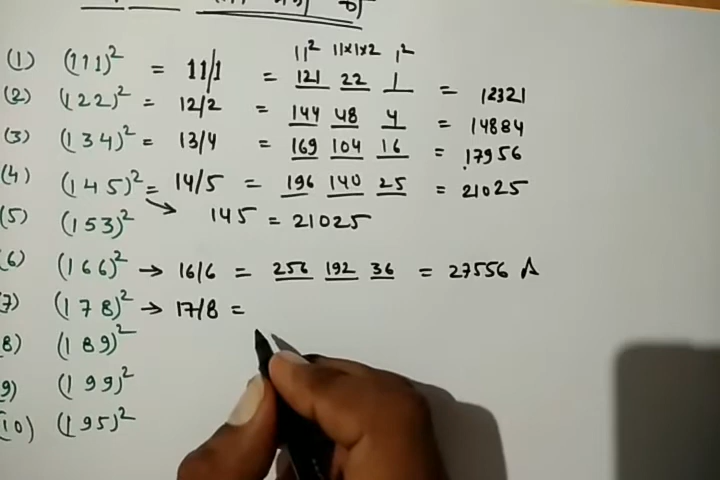 11² 11x1x2 1²
(1) (111)² = 11/1 = 121 22 1 = 12321
(2) (122)² = 12/2 = 144 48 4 = 14884
(3) (134)² = 13/4 = 169 104 16 = 17956
(4) (145)² = 14/5 = 196 140 25 = 21025
(5) (153)² 145 = 21025
6) (166)² → 16/6 = 256 192 36 = 27556 A
7) (178)² → 17/8 =
8) (189)²
9) (199)²
(10) (195)²